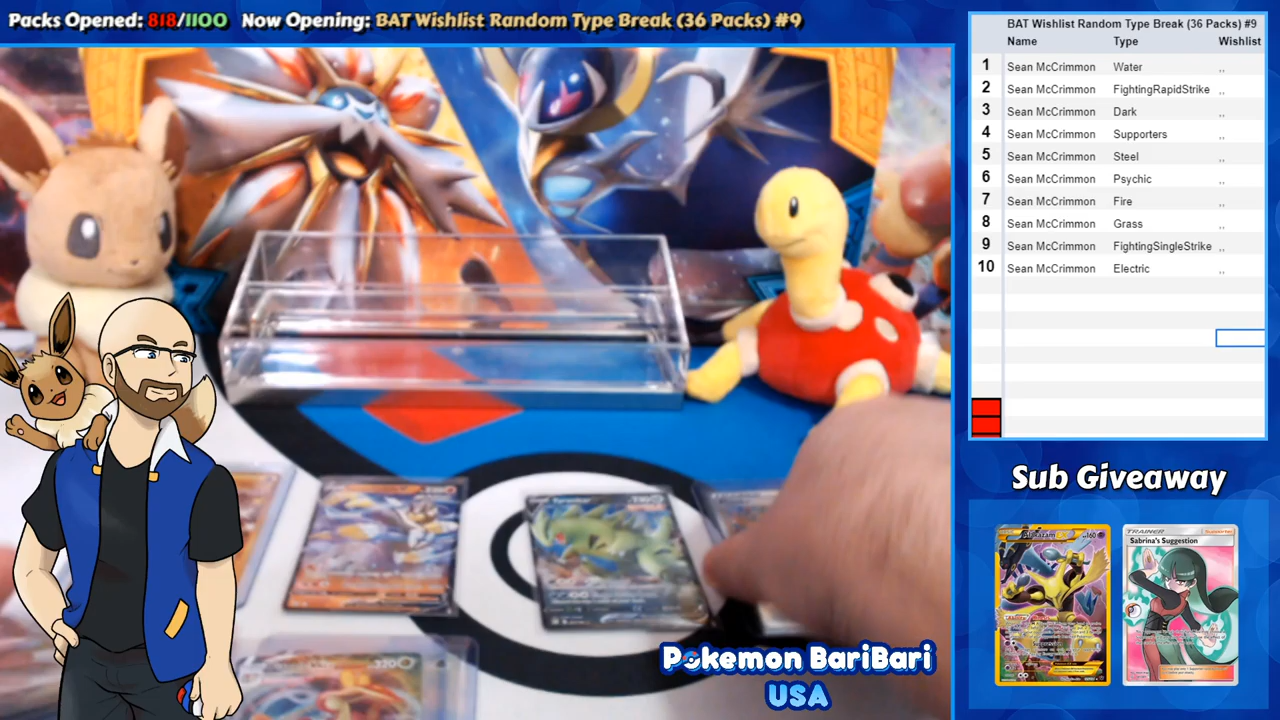 Packs Opened: 818/1100 Now Opening: BAT Wishlist Random Type Break (36 Packs) #9
BAT Wishlist Random Type Break (36 Packs) #9
Name Type Wishlist
1 Sean McCrimmon Water ,,
2 Sean McCrimmon FightingRapidStrike ,,
3 Sean McCrimmon Dark ,,
4 Sean McCrimmon Supporters ,,
5 Sean McCrimmon Steel ,,
6 Sean McCrimmon Psychic ,,
7 Sean McCrimmon Fire ,,
8 Sean McCrimmon Grass ,,
9 Sean McCrimmon FightingSingleStrike ,,
10 Sean McCrimmon Electric ,,
Sub Giveaway
TRAINER
Sabrina's Suggestion
320
Pokemon BariBari
USA